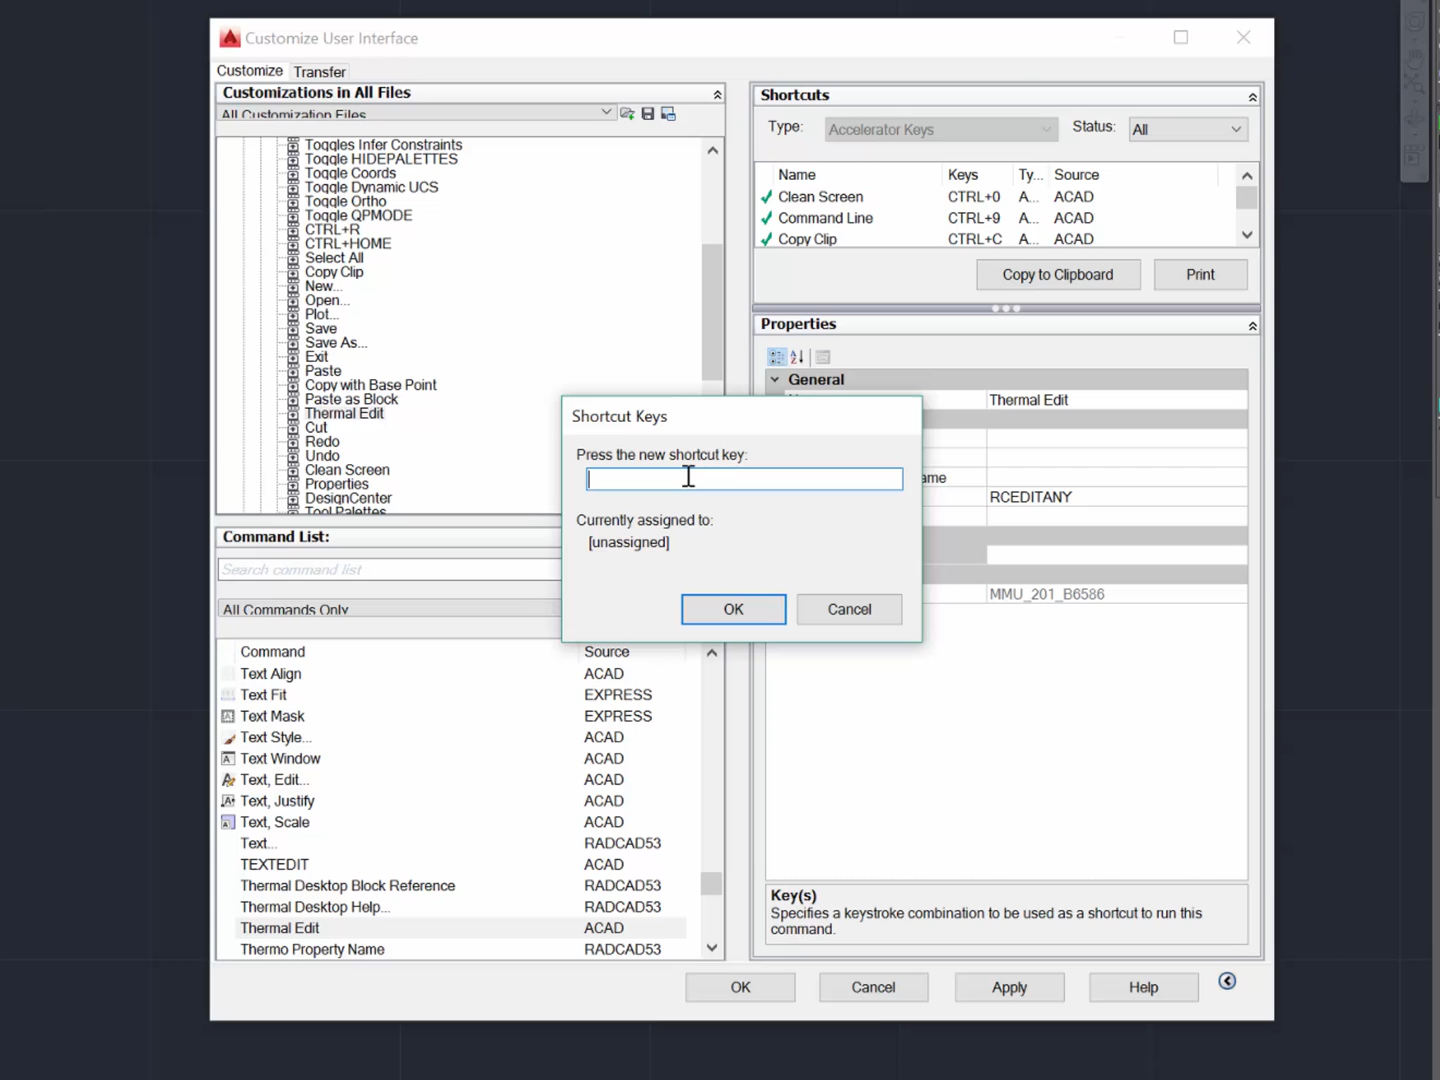 Customize User Interface
Customize Transfer
Customizations in All Files
All Customization Files
Toggles Infer Constraints
Toggle HIDEPALETTES
Toggle Coords
Toggle Dynamic UCS
Toggle Ortho
Toggle QPMODE
CTRL+R
CTRL+HOME
Select All
Copy Clip
New...
Open...
Plot...
Save
Save As...
Exit
Paste
Copy with Base Point
Paste as Block
Thermal Edit
Cut
Redo
Undo
Clean Screen
Properties
DesignCenter
Tool Palettes
Command List:
Search command list
All Commands Only
Command Source
Text Align ACAD
Text Fit EXPRESS
Text Mask EXPRESS
Text Style... ACAD
Text Window ACAD
Text, Edit... ACAD
Text, Justify ACAD
Text, Scale ACAD
Text... RADCAD53
TEXTEDIT ACAD
Thermal Desktop Block Reference RADCAD53
Thermal Desktop Help... RADCAD53
Thermal Edit ACAD
Thermo Property Name RADCAD53
Shortcuts
Type: Accelerator Keys Status: All
Name Keys Ty... Source
Clean Screen CTRL+0 A... ACAD
Command Line CTRL+9 A... ACAD
Copy Clip CTRL+C A... ACAD
Copy to Clipboard Print
Properties
General
Thermal Edit
ame
RCEDITANY
MMU_201_B6586
Shortcut Keys
Press the new shortcut key:
Currently assigned to:
[unassigned]
OK Cancel
Key(s)
Specifies a keystroke combination to be used as a shortcut to run this
command.
OK Cancel Apply Help